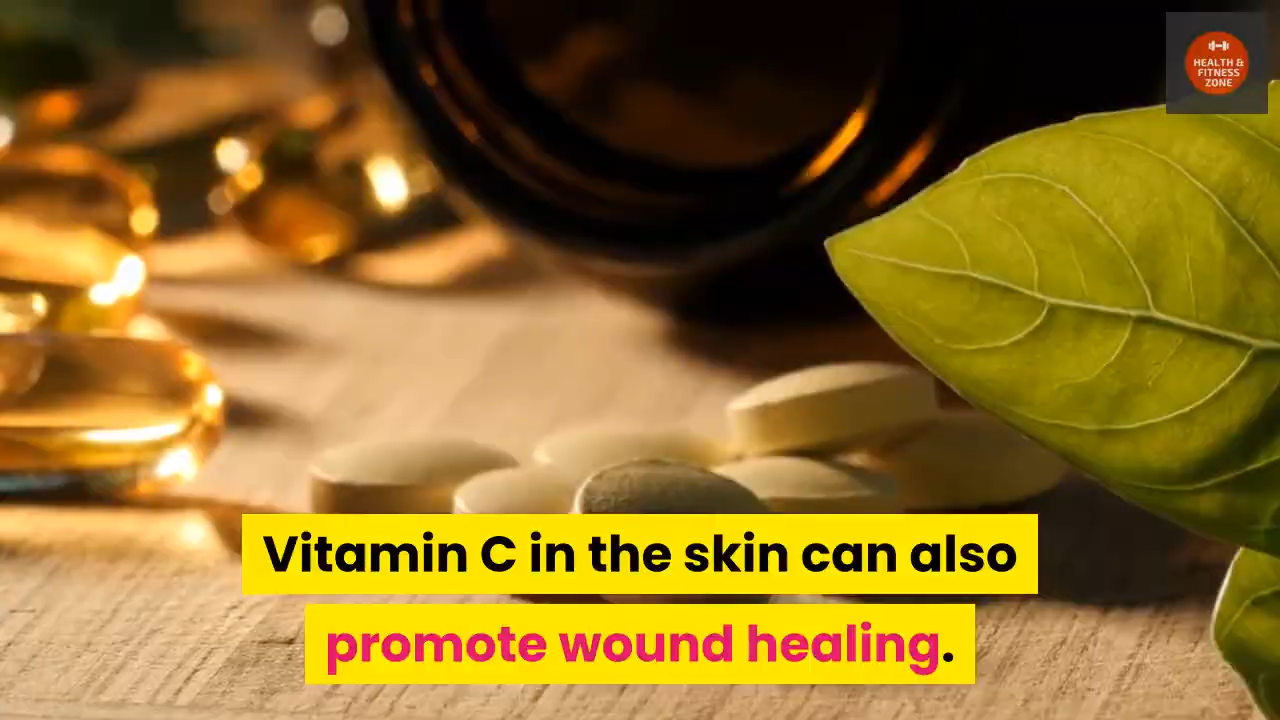 HEALTH &
FITNESS
ZONE
Vitamin C in the skin can also
promote wound healing.